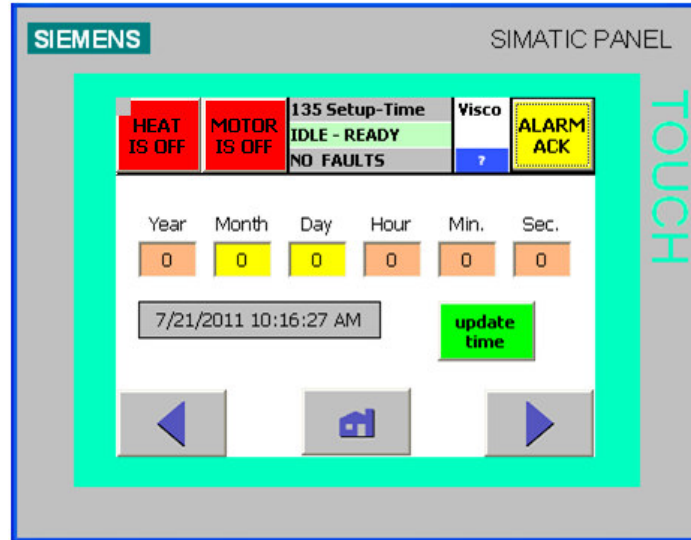 SIEMENS
SIMATIC PANEL
TOUCH
HEAT
IS OFF
MOTOR
IS OFF
135 Setup-Time
IDLE - READY
NO FAULTS
Visco
?
ALARM
ACK
Year Month Day Hour Min. Sec.
0 0 0 0 0 0
7/21/2011 10:16:27 AM
update
time